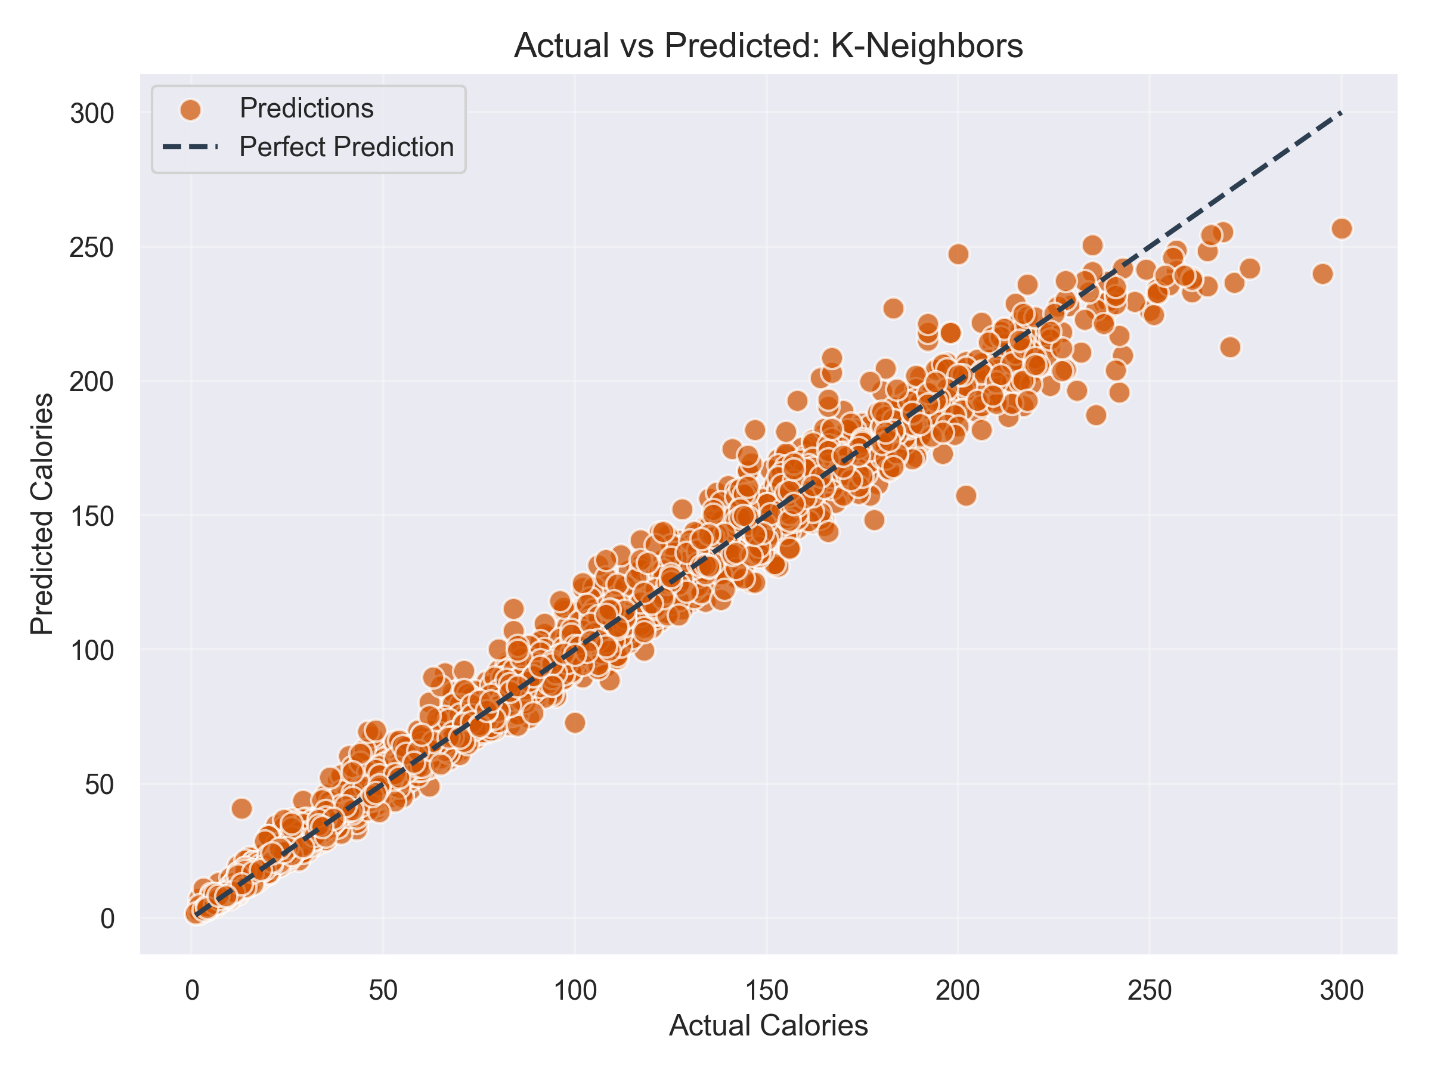 Actual vs Predicted: K-Neighbors
Predictions
Perfect Prediction
300
250
200
150
100
50
0
Predicted Calories
0 50 100 150 200 250 300
Actual Calories